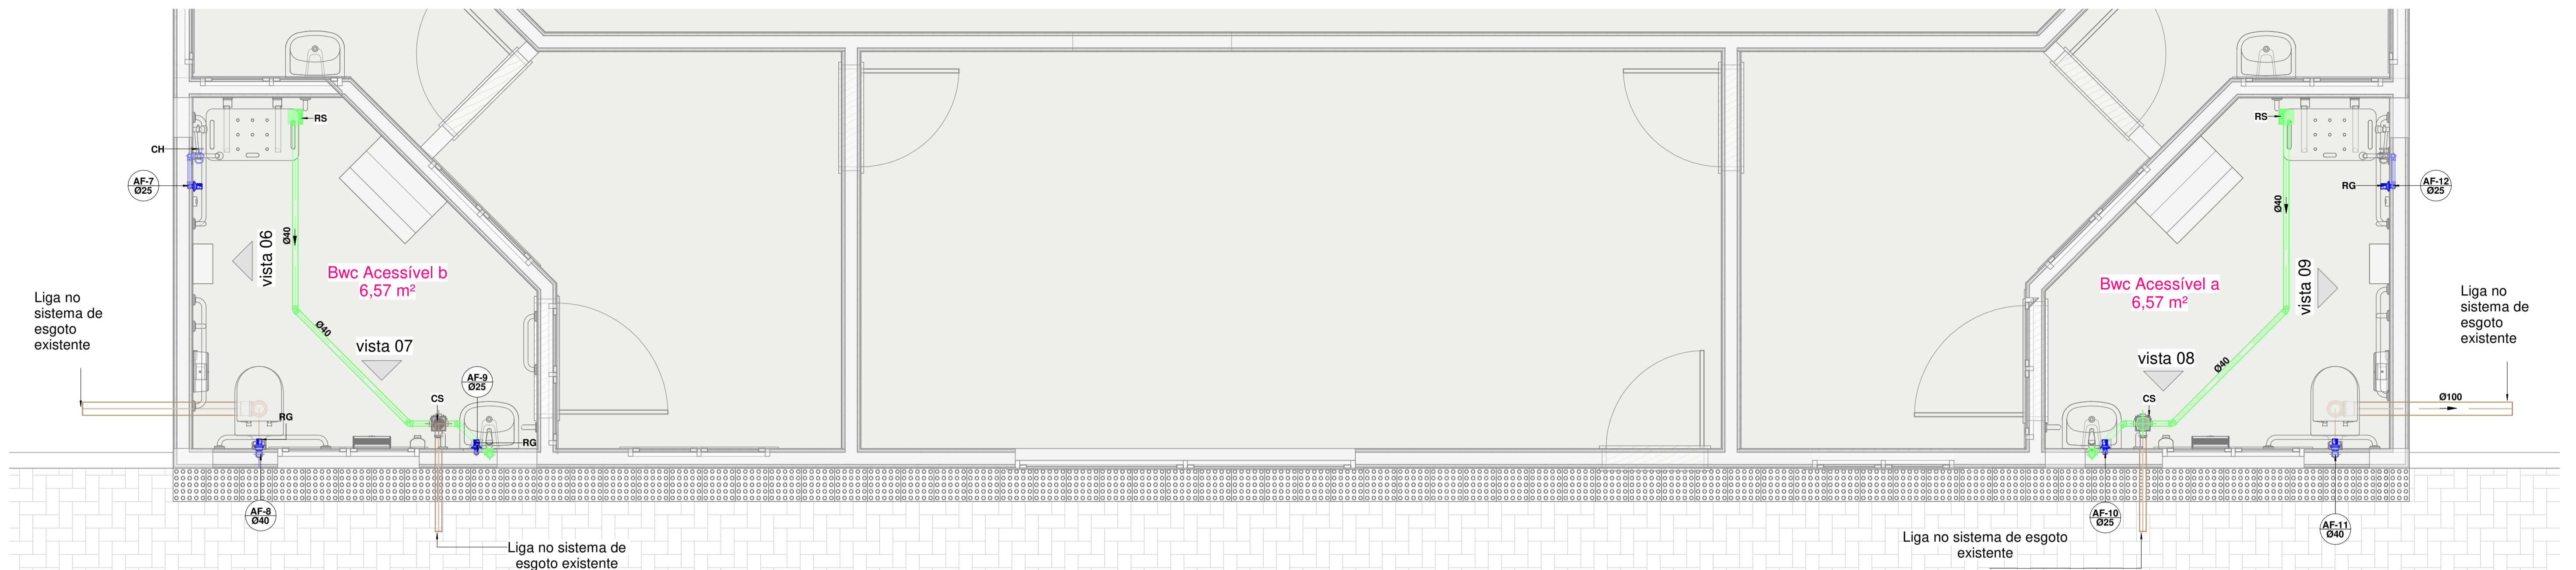 RS
CH
AF-7
Ø25
Ø40
vista 06
Bwc Acessível b
6,57 m²
Liga no
sistema de
esgoto
existente
Ø40
vista 07
AF-9
Ø25
CS
RG
RG
AF-8
Ø40
Liga no sistema de
esgoto existente
RS
RG
AF-12
Ø25
Ø40
vista 09
Bwc Acessível a
6,57 m²
Liga no
sistema de
esgoto
existente
vista 08
Ø40
CS
Ø100
AF-10
Ø25
AF-11
Ø40
Liga no sistema de esgoto
existente